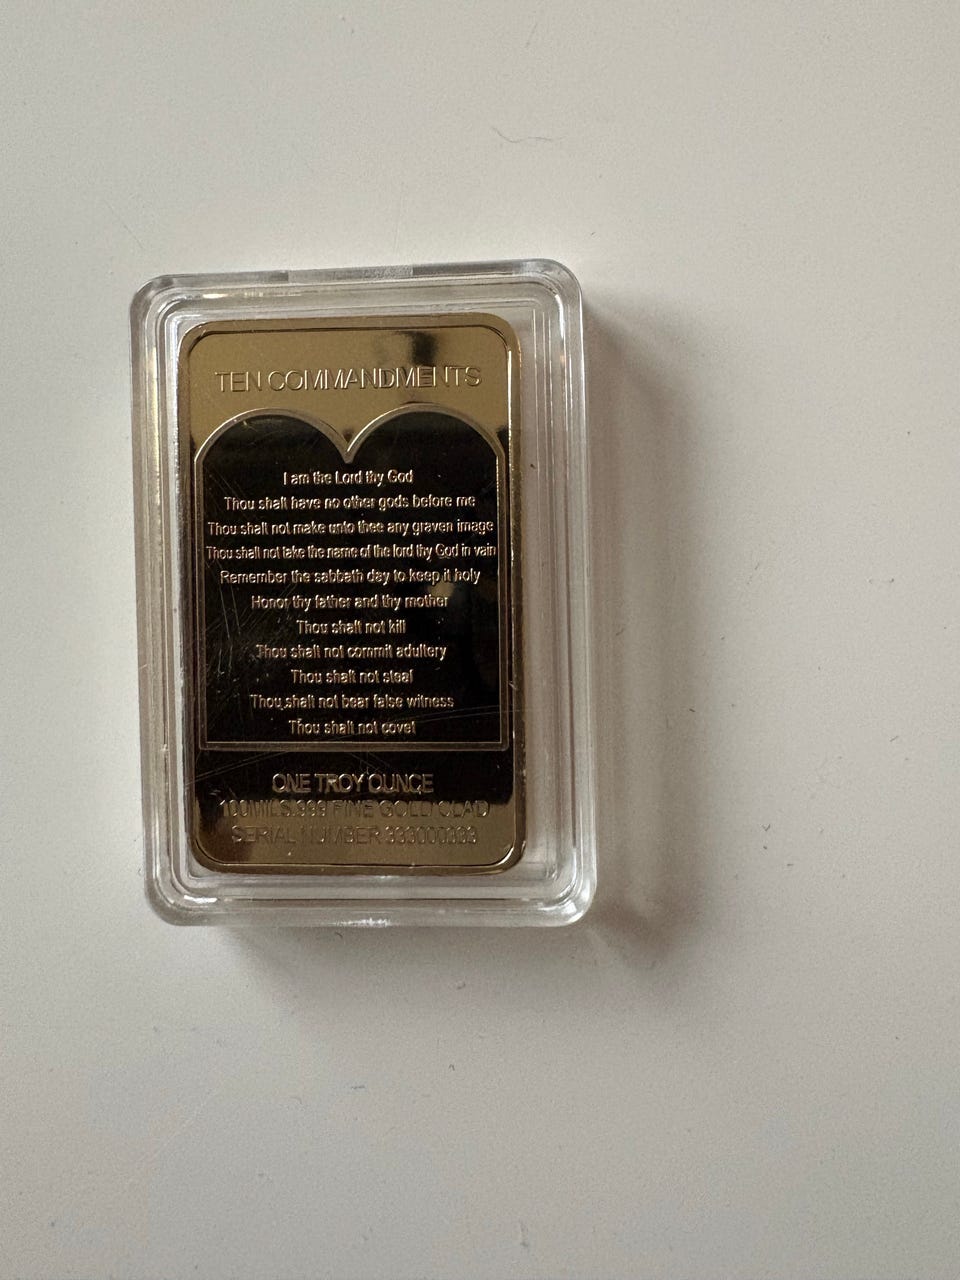 TEN COMMANDMENTS
I am the Lord thy God
Thou shalt have no other gods before me
Thou shalt not make unto thee any graven image
Thou shalt not take the name of the lord thy God in vain
Remember the sabbath day to keep it holy
Honor thy father and thy mother
Thou shalt not kill
Thou shalt not commit adultery
Thou shalt not steal
Thou shalt not bear false witness
Thou shalt not covet
ONE TROY OUNCE
100MILS.999 FINE GOLD CLAD
SERIAL NUMBER 333000333